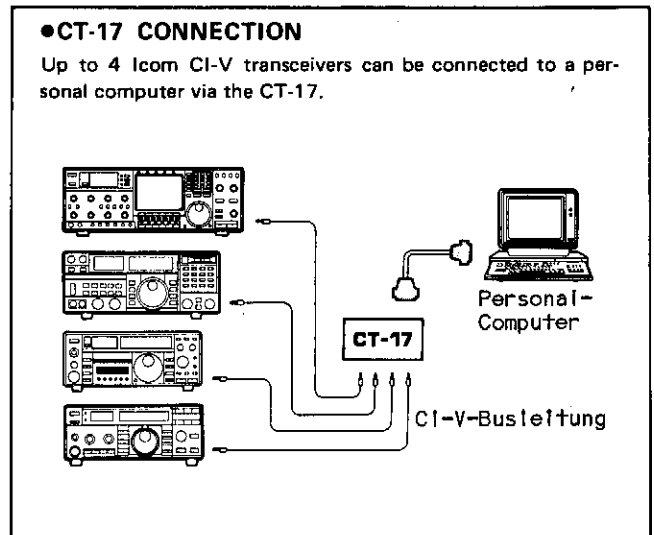 ●CT-17 CONNECTION
Up to 4 Icom CI-V transceivers can be connected to a per-
sonal computer via the CT-17.
Personal-
Computer
CT-17
CI-V-Busleitung